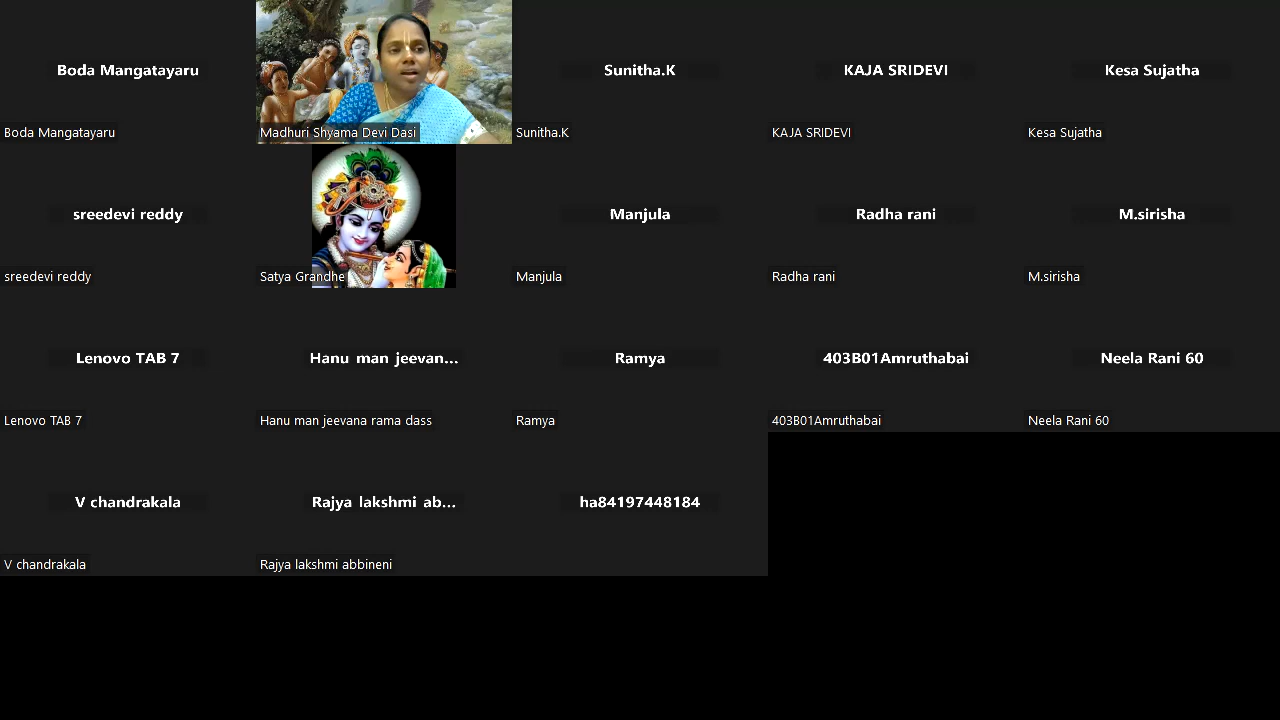 Boda Mangatayaru
Boda Mangatayaru
Madhuri Shyama Devi Dasi
Sunitha.K
Sunitha.K
KAJA SRIDEVI
KAJA SRIDEVI
Kesa Sujatha
Kesa Sujatha
sreedevi reddy
sreedevi reddy
Satya Grandhe
Manjula
Manjula
Radha rani
Radha rani
M.sirisha
M.sirisha
Lenovo TAB 7
Lenovo TAB 7
Hanu man jeevan...
Hanu man jeevana rama dass
Ramya
Ramya
403B01Amruthabai
403B01Amruthabai
Neela Rani 60
Neela Rani 60
V chandrakala
V chandrakala
Rajya lakshmi ab...
Rajya lakshmi abbineni
ha84197448184